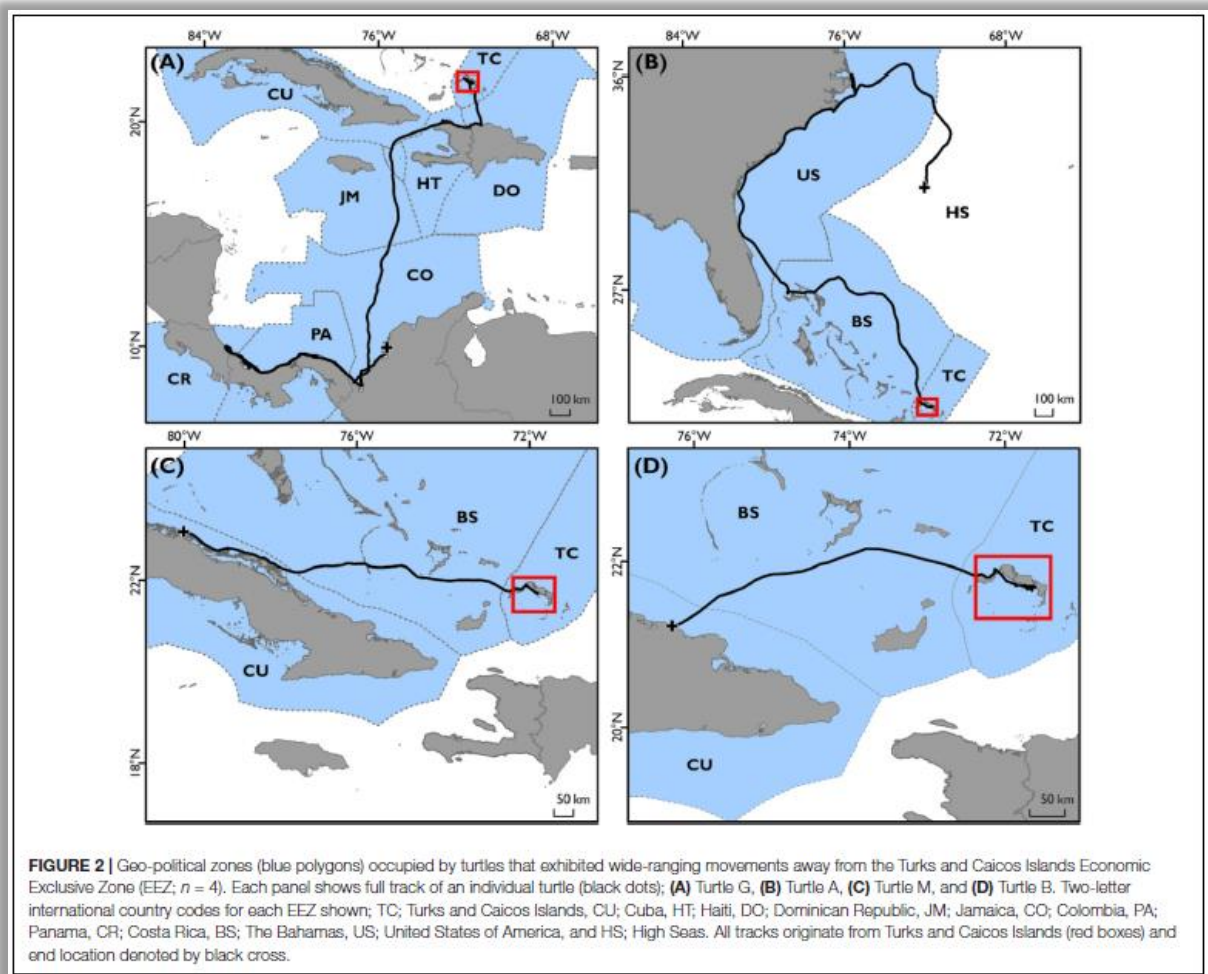 84°W 76°W 68°W
(A)
TC
CU
20°N
HT
JM
DO
CO
PA
10°N
CR
100 km
84°W 76°W 68°W
(B)
36°N
US
HS
27°N
BS
TC
100 km
80°W 76°W 72°W
(C)
BS
TC
22°N
CU
18°N
50 km
76°W 74°W 72°W
(D)
BS
TC
22°N
20°N
CU
50 km
FIGURE 2 | Geo-political zones (blue polygons) occupied by turtles that exhibited wide-ranging movements away from the Turks and Caicos Islands Economic
Exclusive Zone (EEZ; n = 4). Each panel shows full track of an individual turtle (black dots); (A) Turtle G, (B) Turtle A, (C) Turtle M, and (D) Turtle B. Two-letter
international country codes for each EEZ shown; TC; Turks and Caicos Islands, CU; Cuba, HT; Haiti, DO; Dominican Republic, JM; Jamaica, CO; Colombia, PA;
Panama, CR; Costa Rica, BS; The Bahamas, US; United States of America, and HS; High Seas. All tracks originate from Turks and Caicos Islands (red boxes) and
end location denoted by black cross.